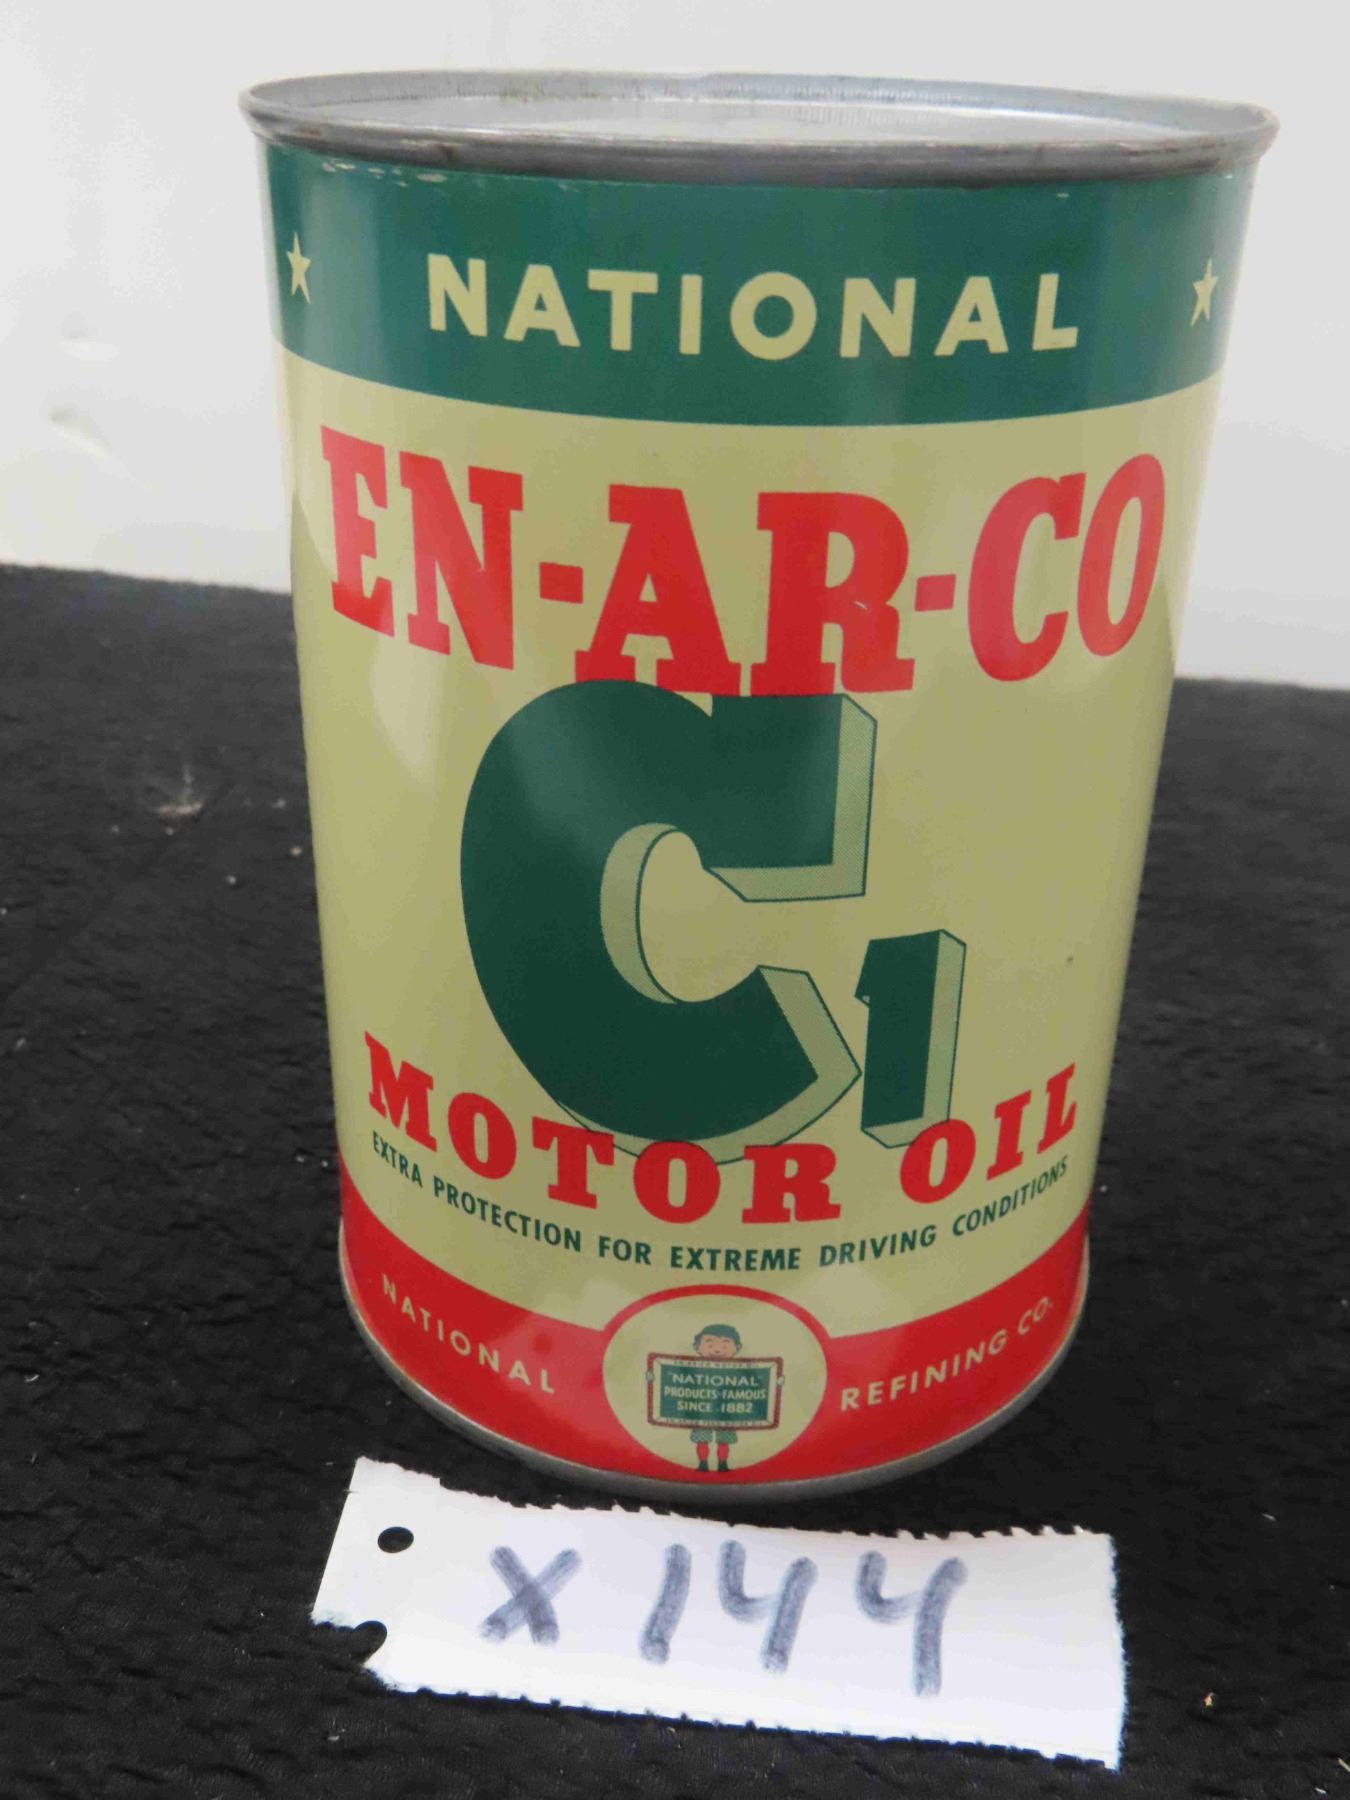 NATIONAL
EN-AR-CO
C1
MOTOR OIL
EXTRA PROTECTION FOR EXTREME DRIVING CONDITIONS
NATIONAL REFINING CO.
"NATIONAL"
PRODUCTS-FAMOUS
SINCE 1882
X144